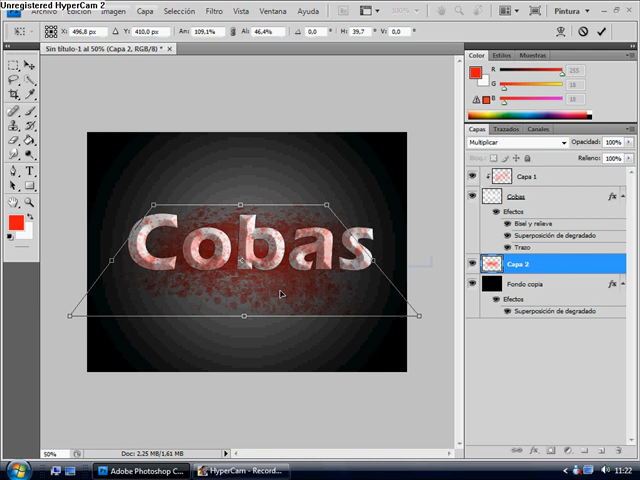 Unregistered HyperCam 2
Archivo Edición Imagen Capa Selección Filtro Vista Ventana Ayuda 50% Pintura
X: 496,8 px Y: 410,0 px An: 109,1% Al: 46,4% 0,0 ° H: 39,7 V: 0,0 °
Sin título-1 al 50% (Capa 2, RGB/8) *
Color Estilos Muestras
R 255
G 18
B 18
Capas Trazados Canales
Multiplicar Opacidad: 100%
Bloq.: Relleno: 100%
Capa 1
Cobas fx
Efectos
Bisel y relieve
Superposición de degradado
Trazo
Capa 2
Fondo copia fx
Efectos
Superposición de degradado
Cobas
50% Doc: 2,25 MB/1,61 MB
Adobe Photoshop C...
HyperCam - Record...
11:22